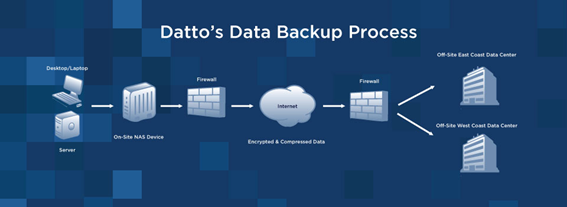 Datto's Data Backup Process
Desktop/Laptop
Server
On-Site NAS Device
Firewall
Internet
Encrypted & Compressed Data
Firewall
Off-Site East Coast Data Center
Off-Site West Coast Data Center